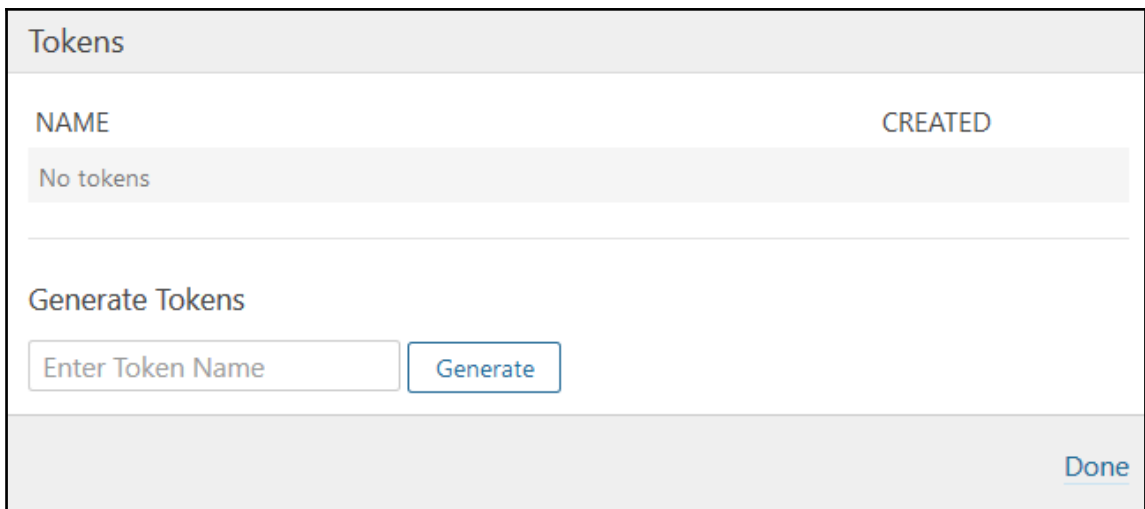 Tokens
NAME CREATED
No tokens
Generate Tokens
Enter Token Name Generate
Done